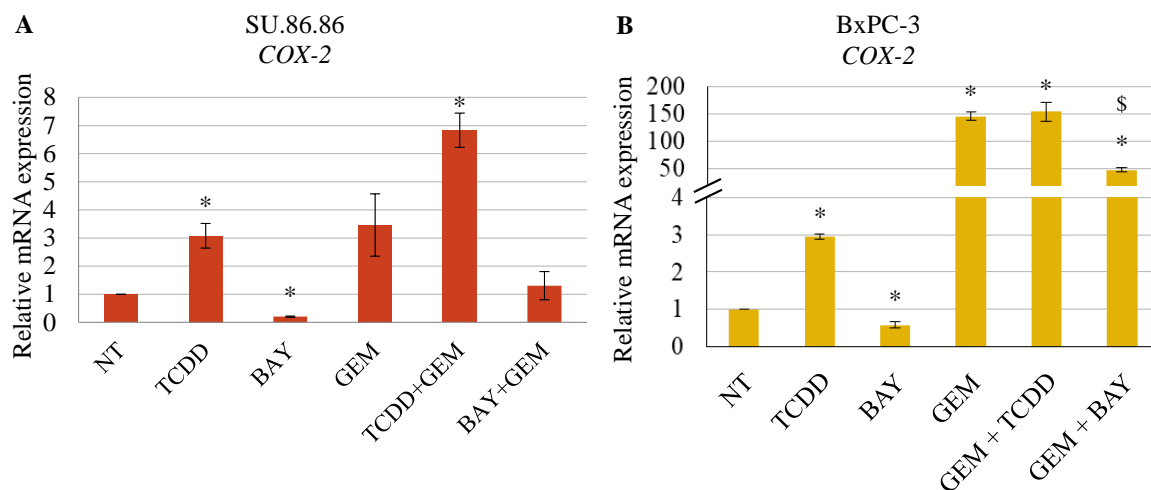 A
SU.86.86
COX-2
Relative mRNA expression
8
7
6
5
4
3
2
1
0
*
*
*
NT
TCDD
BAY
GEM
TCDD+GEM
BAY+GEM
B
BxPC-3
COX-2
Relative mRNA expression
200
150
100
50
4
3
2
1
0
*
*
*
*
$
*
NT
TCDD
BAY
GEM
GEM + TCDD
GEM + BAY